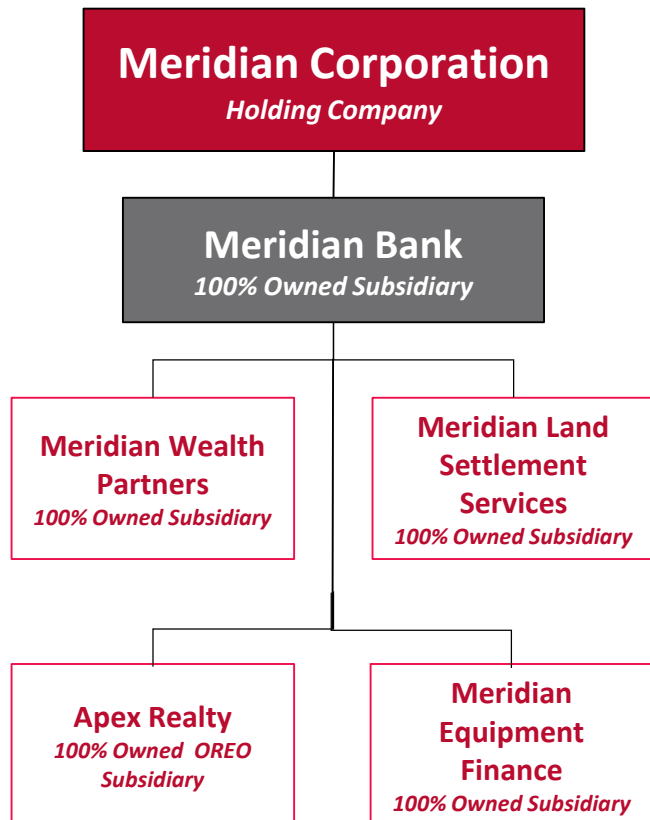 Meridian Corporation
Holding Company
Meridian Bank
100% Owned Subsidiary
Meridian Wealth
Partners
100% Owned Subsidiary
Meridian Land
Settlement
Services
100% Owned Subsidiary
Apex Realty
100% Owned  OREO
Subsidiary
Meridian
Equipment
Finance
100% Owned Subsidiary